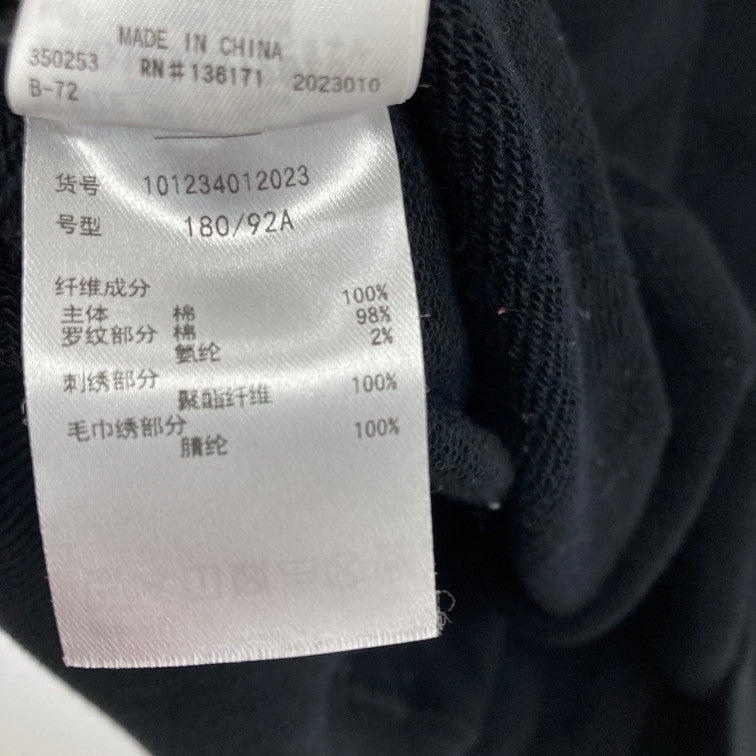 MADE IN CHINA
350253 RN#136171 2023010
B-72
货号 101234012023
号型 180/92A
纤维成分
主体 棉 100%
罗纹部分 棉 98%
氨纶 2%
刺绣部分
聚酯纤维 100%
毛巾绣部分
腈纶 100%